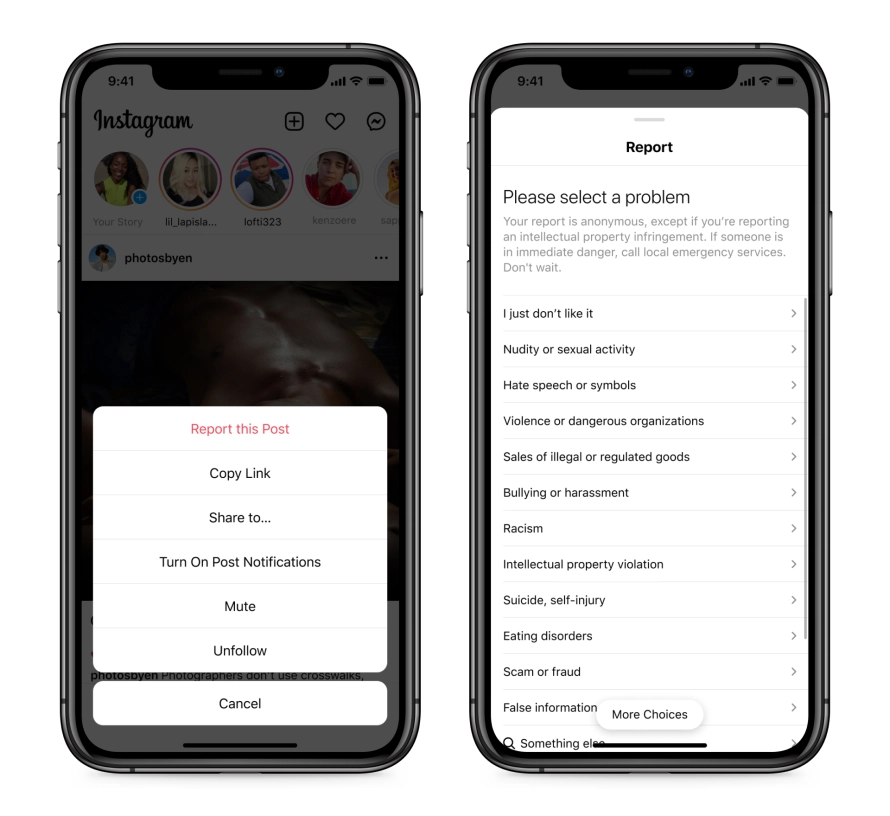 9:41
Instagram
Your Story
lil_lapisla...
lofti323
kenzoere
sap
photosbyen
Report this Post
Copy Link
Share to...
Turn On Post Notifications
Mute
Unfollow
photosbyen Photographers don't use crosswalks,
Cancel
9:41
Report
Please select a problem
Your report is anonymous, except if you're reporting
an intellectual property infringement. If someone is
in immediate danger, call local emergency services.
Don't wait.
I just don't like it
Nudity or sexual activity
Hate speech or symbols
Violence or dangerous organizations
Sales of illegal or regulated goods
Bullying or harassment
Racism
Intellectual property violation
Suicide, self-injury
Eating disorders
Scam or fraud
False information
More Choices
Something else